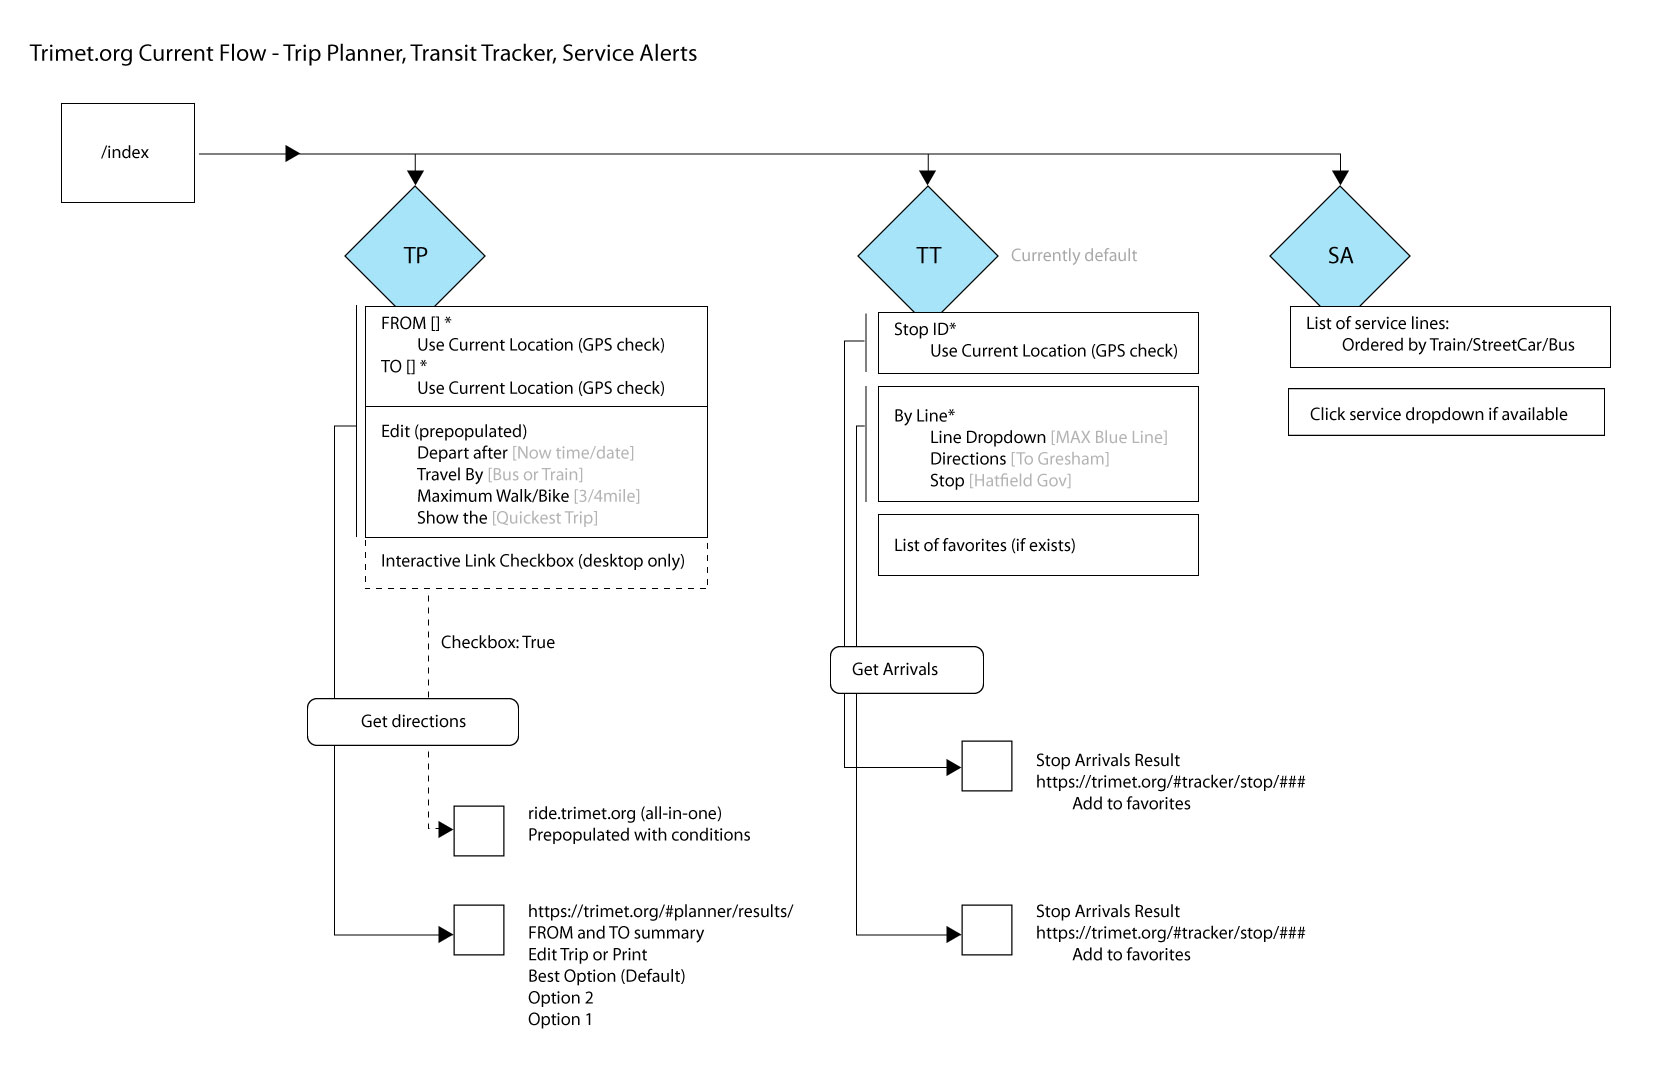 Trimet.org Current Flow - Trip Planner, Transit Tracker, Service Alerts
/index
TP
TT
Currently default
SA
FROM [] *
Use Current Location (GPS check)
TO [] *
Use Current Location (GPS check)
Edit (prepopulated)
Depart after [Now time/date]
Travel By [Bus or Train]
Maximum Walk/Bike [3/4mile]
Show the [Quickest Trip]
Interactive Link Checkbox (desktop only)
Checkbox: True
Get directions
ride.trimet.org (all-in-one)
Prepopulated with conditions
https://trimet.org/#planner/results/
FROM and TO summary
Edit Trip or Print
Best Option (Default)
Option 2
Option 1
Stop ID*
Use Current Location (GPS check)
By Line*
Line Dropdown [MAX Blue Line]
Directions [To Gresham]
Stop [Hatfield Gov]
List of favorites (if exists)
Get Arrivals
Stop Arrivals Result
https://trimet.org/#tracker/stop/###
Add to favorites
Stop Arrivals Result
https://trimet.org/#tracker/stop/###
Add to favorites
List of service lines:
Ordered by Train/StreetCar/Bus
Click service dropdown if available